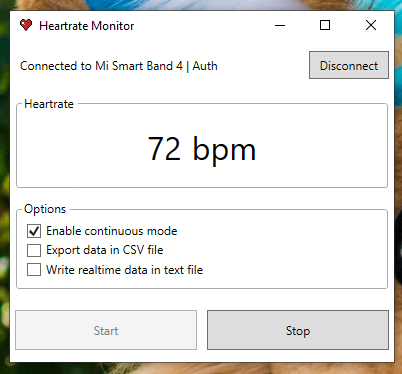 Heartrate Monitor
Connected to Mi Smart Band 4 | Auth
Disconnect
Heartrate
72 bpm
Options
Enable continuous mode
Export data in CSV file
Write realtime data in text file
Start
Stop